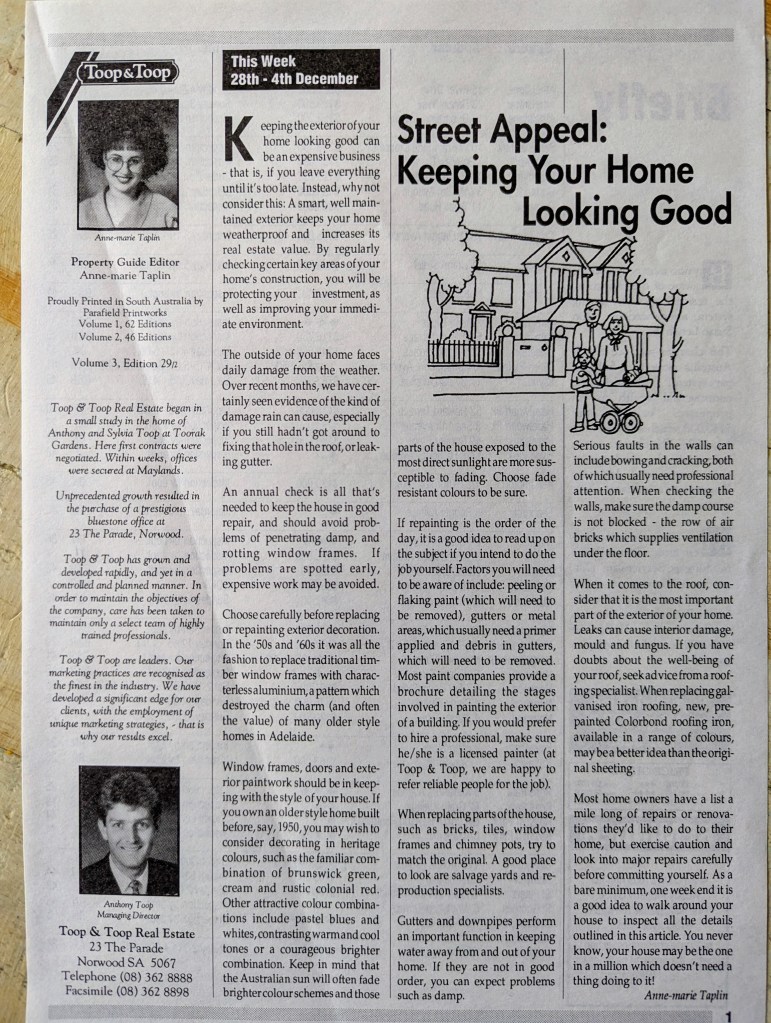 Toop & Toop
Anne-marie Taplin
Property Guide Editor
Anne-marie Taplin
Proudly Printed in South Australia by
Parafield Printworks
Volume 1, 62 Editions
Volume 2, 46 Editions
Volume 3, Edition 29/2
Toop & Toop Real Estate began in
a small study in the home of
Anthony and Sylvia Toop at Toorak
Gardens. Here first contracts were
negotiated. Within weeks, offices
were secured at Maylands.
Unprecedented growth resulted in
the purchase of a prestigious
bluestone office at
23 The Parade, Norwood.
Toop & Toop has grown and
developed rapidly, and yet in a
controlled and planned manner. In
order to maintain the objectives of
the company, care has been taken to
maintain only a select team of highly
trained professionals.
Toop & Toop are leaders. Our
marketing practices are recognised as
the finest in the industry. We have
developed a significant edge for our
clients, with the employment of
unique marketing strategies, - that is
why our results excel.
Anthony Toop
Managing Director
Toop & Toop Real Estate
23 The Parade
Norwood SA 5067
Telephone (08) 362 8888
Facsimile (08) 362 8898
This Week
28th - 4th December
Street Appeal:
Keeping Your Home
Looking Good
Keeping the exterior of your
home looking good can
be an expensive business
- that is, if you leave everything
until it's too late. Instead, why not
consider this: A smart, well main-
tained exterior keeps your home
weatherproof and increases its
real estate value. By regularly
checking certain key areas of your
home's construction, you will be
protecting your investment, as
well as improving your immedi-
ate environment.
The outside of your home faces
daily damage from the weather.
Over recent months, we have cer-
tainly seen evidence of the kind of
damage rain can cause, especially
if you still hadn't got around to
fixing that hole in the roof, or leak-
ing gutter.
An annual check is all that's
needed to keep the house in good
repair, and should avoid prob-
lems of penetrating damp, and
rotting window frames. If
problems are spotted early,
expensive work may be avoided.
Choose carefully before replacing
or repainting exterior decoration.
In the '50s and '60s it was all the
fashion to replace traditional tim-
ber window frames with charac-
terless aluminium, a pattern which
destroyed the charm (and often
the value) of many older style
homes in Adelaide.
Window frames, doors and exte-
rior paintwork should be in keep-
ing with the style of your house. If
you own an older style home built
before, say, 1950, you may wish to
consider decorating in heritage
colours, such as the familiar com-
bination of brunswick green,
cream and rustic colonial red.
Other attractive colour combina-
tions include pastel blues and
whites, contrasting warm and cool
tones or a courageous brighter
combination. Keep in mind that
the Australian sun will often fade
brighter colour schemes and those
parts of the house exposed to the
most direct sunlight are more sus-
ceptible to fading. Choose fade
resistant colours to be sure.
If repainting is the order of the
day, it is a good idea to read up on
the subject if you intend to do the
job yourself. Factors you will need
to be aware of include: peeling or
flaking paint (which will need to
be removed), gutters or metal
areas, which usually need a primer
applied and debris in gutters,
which will need to be removed.
Most paint companies provide a
brochure detailing the stages
involved in painting the exterior
of a building. If you would prefer
to hire a professional, make sure
he/she is a licensed painter (at
Toop & Toop, we are happy to
refer reliable people for the job).
When replacing parts of the house,
such as bricks, tiles, window
frames and chimney pots, try to
match the original. A good place
to look are salvage yards and re-
production specialists.
Gutters and downpipes perform
an important function in keeping
water away from and out of your
home. If they are not in good
order, you can expect problems
such as damp.
Serious faults in the walls can
include bowing and cracking, both
of which usually need professional
attention. When checking the
walls, make sure the damp course
is not blocked - the row of air
bricks which supplies ventilation
under the floor.
When it comes to the roof, con-
sider that it is the most important
part of the exterior of your home.
Leaks can cause interior damage,
mould and fungus. If you have
doubts about the well-being of
your roof, seek advice from a roof-
ing specialist. When replacing gal-
vanised iron roofing, new, pre-
painted Colorbond roofing iron,
available in a range of colours,
may be a better idea than the origi-
nal sheeting.
Most home owners have a list a
mile long of repairs or renova-
tions they'd like to do to their
home, but exercise caution and
look into major repairs carefully
before committing yourself. As a
bare minimum, one week end it is
a good idea to walk around your
house to inspect all the details
outlined in this article. You never
know, your house may be the one
in a million which doesn't need a
thing doing to it!
Anne-marie Taplin
1